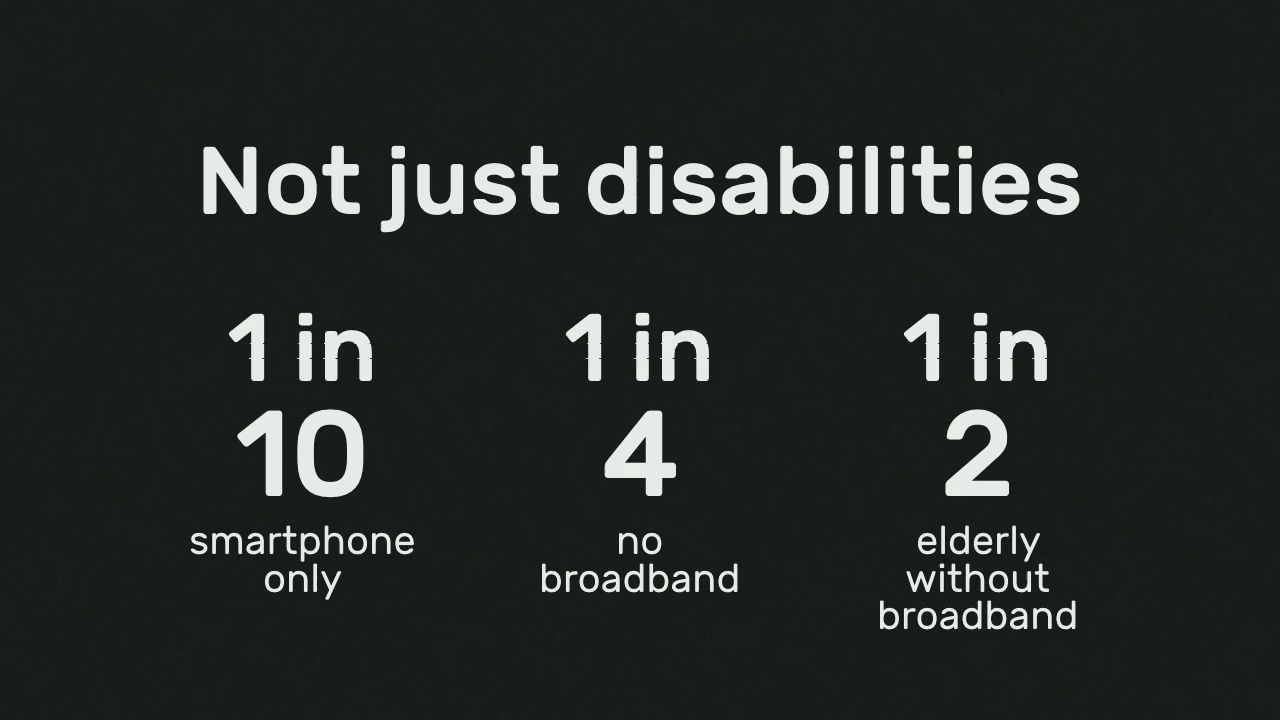 Not just disabilities
1 in
10
smartphone
only
1 in
4
no
broadband
1 in
2
elderly
without
broadband